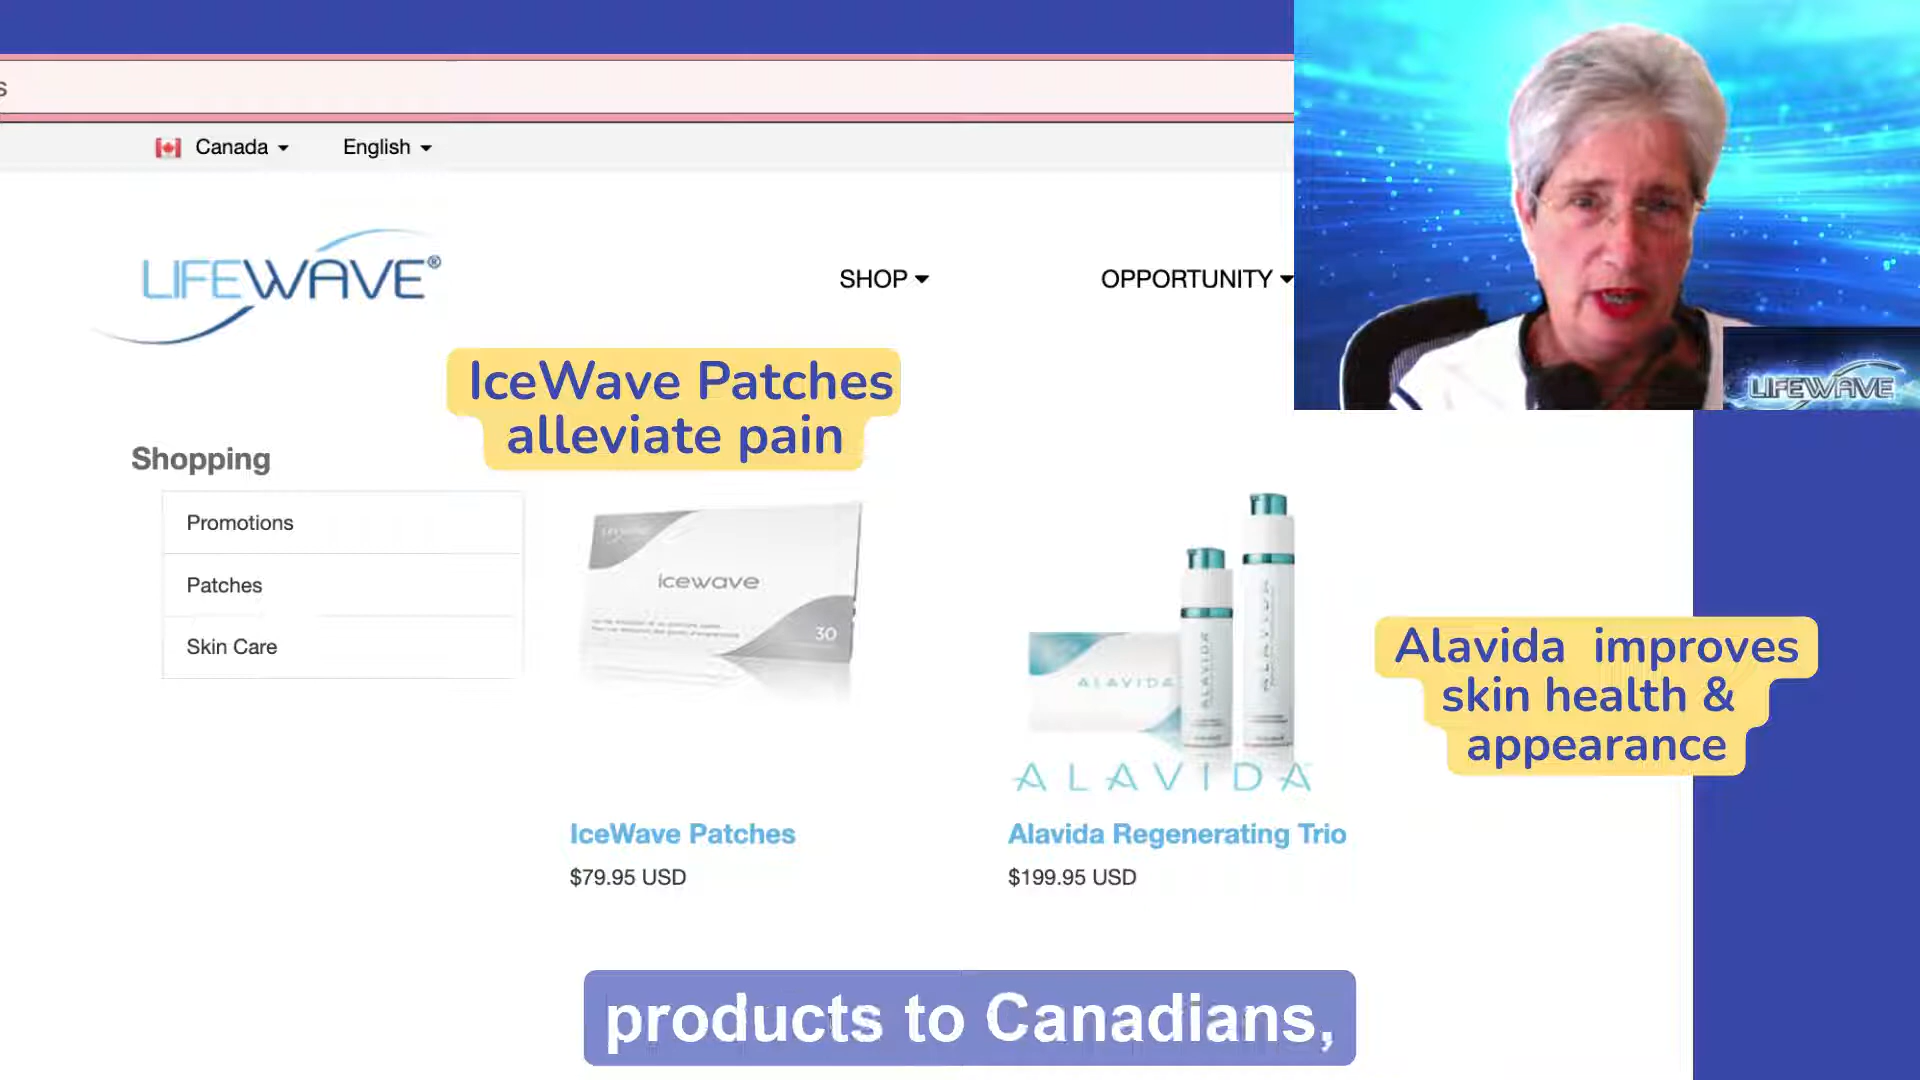 s
Canada
English
LIFEWAVE®
SHOP
OPPORTUNITY
LIFEWAVE
IceWave Patches
alleviate pain
Shopping
Promotions
Patches
Skin Care
icewave
30
ALAVIDA
ALAVIDA
ALAVIDA
ALAVIDA
Alavida improves
skin health &
appearance
IceWave Patches
$79.95 USD
Alavida Regenerating Trio
$199.95 USD
products to Canadians,